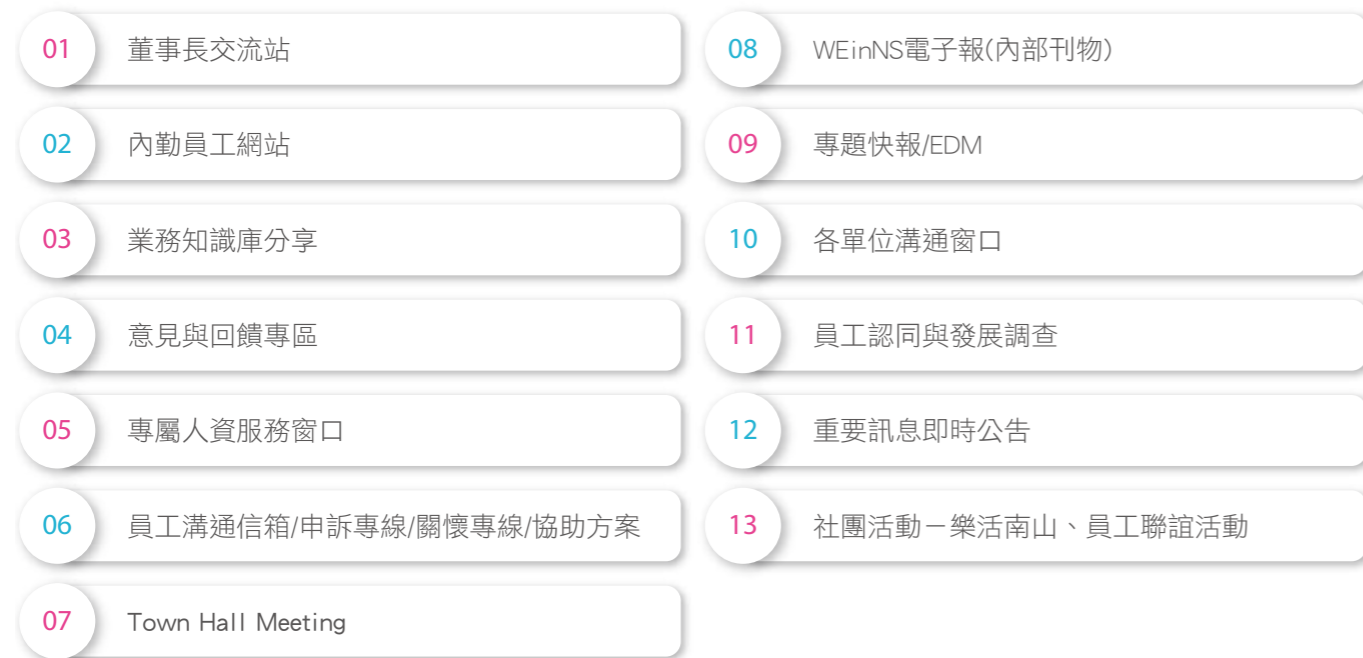 01 董事長交流站
02 內勤員工網站
03 業務知識庫分享
04 意見與回饋專區
05 專屬人資服務窗口
06 員工溝通信箱/申訴專線/關懷專線/協助方案
07 Town Hall Meeting
08 WEinNS電子報(內部刊物)
09 專題快報/EDM
10 各單位溝通窗口
11 員工認同與發展調查
12 重要訊息即時公告
13 社團活動－樂活南山、員工聯誼活動